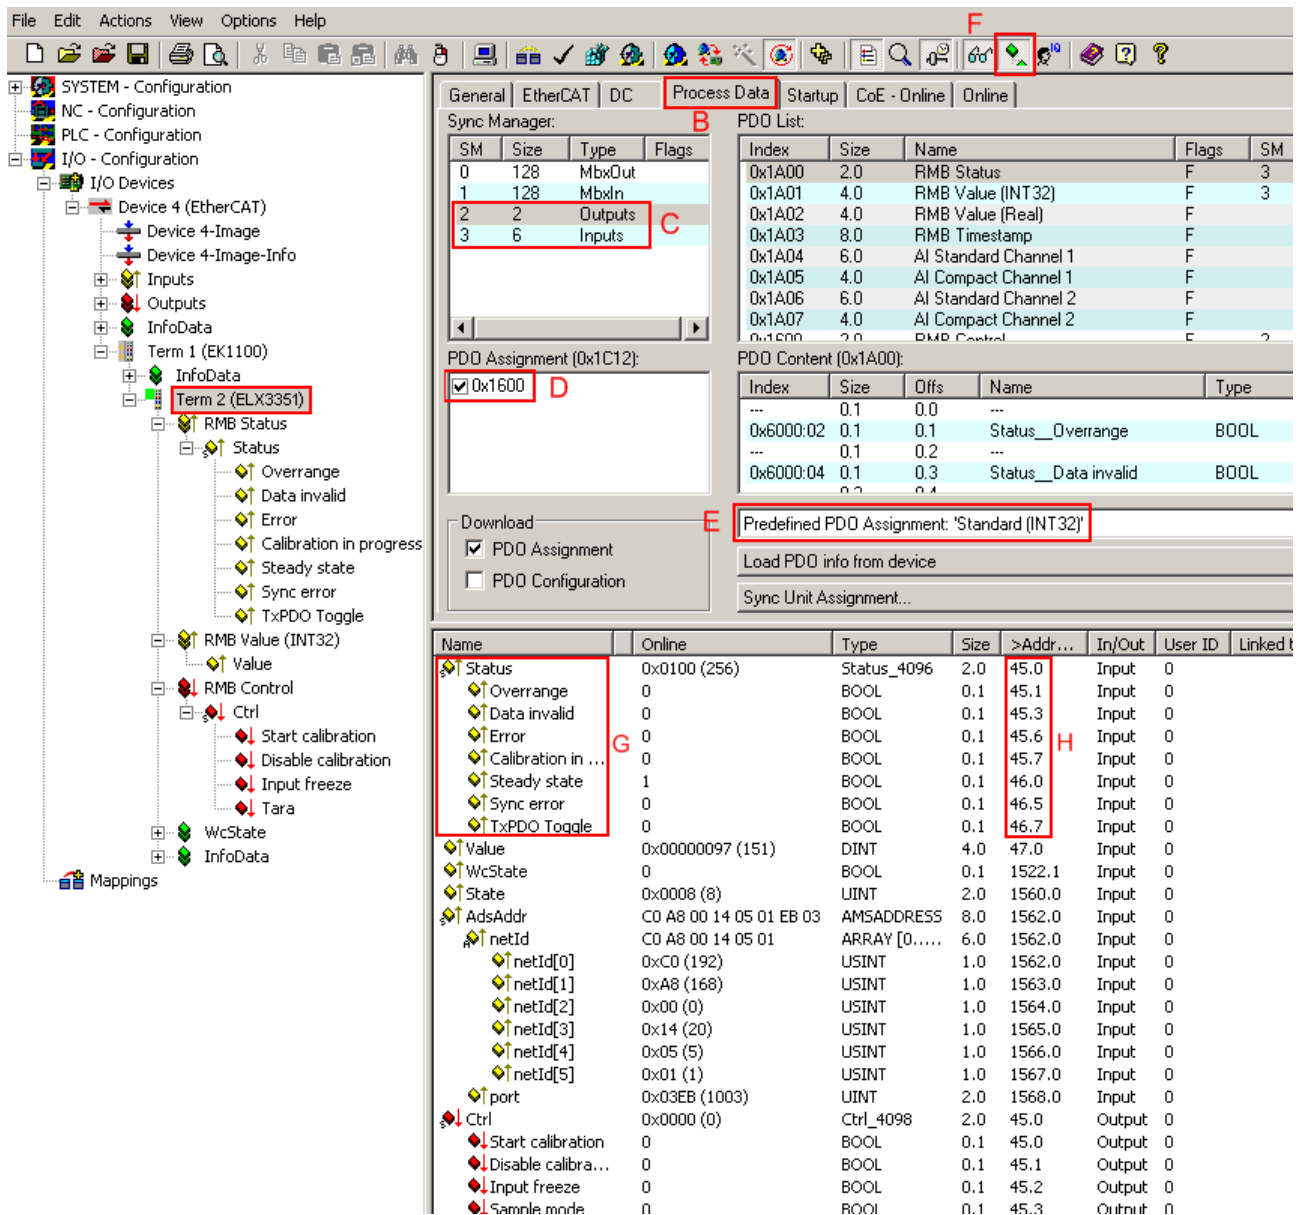 File Edit Actions View Options Help
F
SYSTEM - Configuration
NC - Configuration
PLC - Configuration
I/O - Configuration
I/O Devices
Device 4 (EtherCAT)
Device 4-Image
Device 4-Image-Info
Inputs
Outputs
InfoData
Term 1 (EK1100)
InfoData
Term 2 (ELX3351)
RMB Status
Status
Overrange
Data invalid
Error
Calibration in progress
Steady state
Sync error
TxPDO Toggle
RMB Value (INT32)
Value
RMB Control
Ctrl
Start calibration
Disable calibration
Input freeze
Tara
WcState
InfoData
Mappings
General EtherCAT DC Process Data Startup CoE - Online Online
B
Sync Manager:
SM Size Type Flags
0 128 MbxOut
1 128 MbxIn
2 2 Outputs
3 6 Inputs
C
PDO List:
Index Size Name Flags SM
0x1A00 2.0 RMB Status F 3
0x1A01 4.0 RMB Value (INT32) F 3
0x1A02 4.0 RMB Value (Real) F
0x1A03 8.0 RMB Timestamp F
0x1A04 6.0 AI Standard Channel 1 F
0x1A05 4.0 AI Compact Channel 1 F
0x1A06 6.0 AI Standard Channel 2 F
0x1A07 4.0 AI Compact Channel 2 F
0x1600 2.0 RMB Control F 2
PDO Assignment (0x1C12):
0x1600
D
PDO Content (0x1A00):
Index Size Offs Name Type
--- 0.1 0.0 ---
0x6000:02 0.1 0.1 Status__Overrange BOOL
--- 0.1 0.2 ---
0x6000:04 0.1 0.3 Status__Data invalid BOOL
Download
PDO Assignment
PDO Configuration
E
Predefined PDO Assignment: 'Standard (INT32)'
Load PDO info from device
Sync Unit Assignment...
Name Online Type Size >Addr... In/Out User ID Linked t
Status 0x0100 (256) Status_4096 2.0 45.0 Input 0
Overrange 0 BOOL 0.1 45.1 Input 0
Data invalid 0 BOOL 0.1 45.3 Input 0
Error 0 BOOL 0.1 45.6 Input 0
G
H
Calibration in ... 0 BOOL 0.1 45.7 Input 0
Steady state 1 BOOL 0.1 46.0 Input 0
Sync error 0 BOOL 0.1 46.5 Input 0
TxPDO Toggle 0 BOOL 0.1 46.7 Input 0
Value 0x00000097 (151) DINT 4.0 47.0 Input 0
WcState 0 BOOL 0.1 1522.1 Input 0
State 0x0008 (8) UINT 2.0 1560.0 Input 0
AdsAddr C0 A8 00 14 05 01 EB 03 AMSADDRESS 8.0 1562.0 Input 0
netId C0 A8 00 14 05 01 ARRAY [0..... 6.0 1562.0 Input 0
netId[0] 0xC0 (192) USINT 1.0 1562.0 Input 0
netId[1] 0xA8 (168) USINT 1.0 1563.0 Input 0
netId[2] 0x00 (0) USINT 1.0 1564.0 Input 0
netId[3] 0x14 (20) USINT 1.0 1565.0 Input 0
netId[4] 0x05 (5) USINT 1.0 1566.0 Input 0
netId[5] 0x01 (1) USINT 1.0 1567.0 Input 0
port 0x03EB (1003) UINT 2.0 1568.0 Input 0
Ctrl 0x0000 (0) Ctrl_4098 2.0 45.0 Output 0
Start calibration 0 BOOL 0.1 45.0 Output 0
Disable calibra... 0 BOOL 0.1 45.1 Output 0
Input freeze 0 BOOL 0.1 45.2 Output 0
Sample mode 0 BOOL 0.1 45.3 Output 0